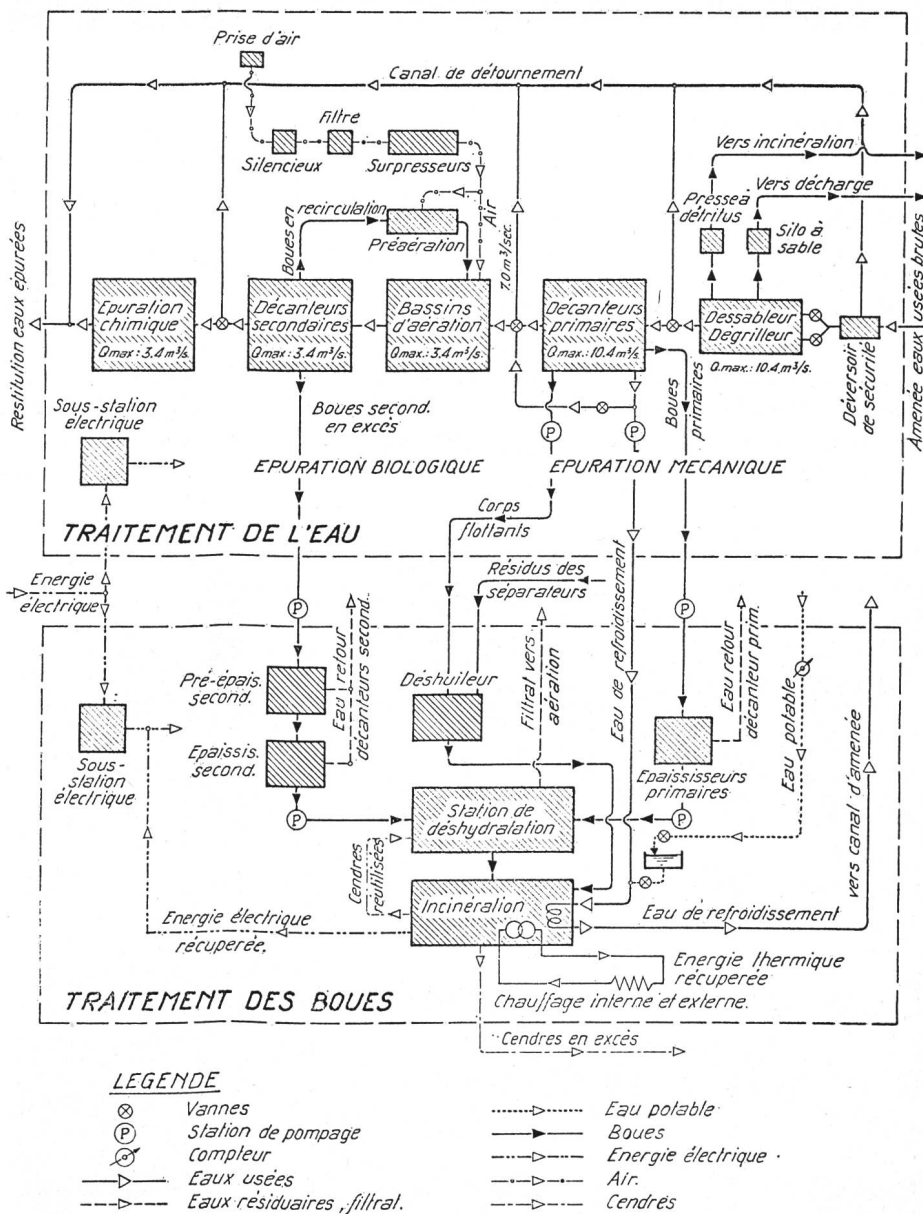 Prise d'air
Canal de détournement
Filtre
Silencieux
Surpresseurs
Vers incinération
Vers décharge
Presse à
détritus
Silo à
sable
Boues en
recirculation
Préaération
Air
7.0 m³/sec.
Restitution eaux épurées
Epuration
chimique
Qmax.: 3.4 m³/s.
Décanteurs
secondaires
Qmax.: 3.4 m³/s.
Bassins
d'aération
Qmax.: 3.4 m³/s.
Décanteurs
primaires
Qmax.: 10.4 m³/s
Dessableur
Dégrilleur
Qmax.: 10.4 m³/s.
Déversoir
de sécurité
Amenée eaux usées brutes
Sous-station
électrique
Boues second.
en excès
P
P
Boues
primaires
EPURATION BIOLOGIQUE
EPURATION MECANIQUE
Corps
flottants
TRAITEMENT DE L'EAU
Energie
électrique
Résidus des
séparateurs
Eau de refroidissement
P
P
Eau retour
décanteurs second.
Pré-épais.
second.
Déshuileur
Filtrat vers
aération
Eau retour
décanteur prim.
Eau potable
Sous-
station
électrique
Epaissis.
second.
Epaississeurs
primaires
P
Station de
déshydralation
P
Cendres
réutilisées
Incinération
vers canal d'amenée
Energie électrique
récuperée.
Eau de refroidissement
Energie thermique
récuperée
Chauffage interne et externe.
TRAITEMENT DES BOUES
Cendres en excés
LEGENDE
Vannes
P Station de pompage
Compteur
Eaux usées
Eaux résiduaires, filtrat.
Eau potable
Boues
Energie électrique
Air.
Cendrés